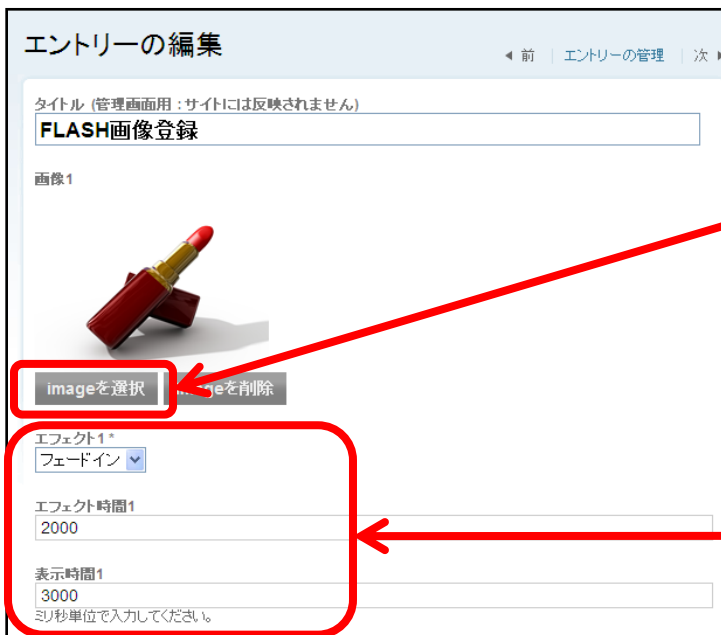 エントリーの編集
前 エントリーの管理 次
タイトル (管理画面用:サイトには反映されません)
FLASH画像登録
画像1
imageを選択 imageを削除
エフェクト1*
フェードイン
エフェクト時間1
2000
表示時間1
3000
ミリ秒単位で入力してください。